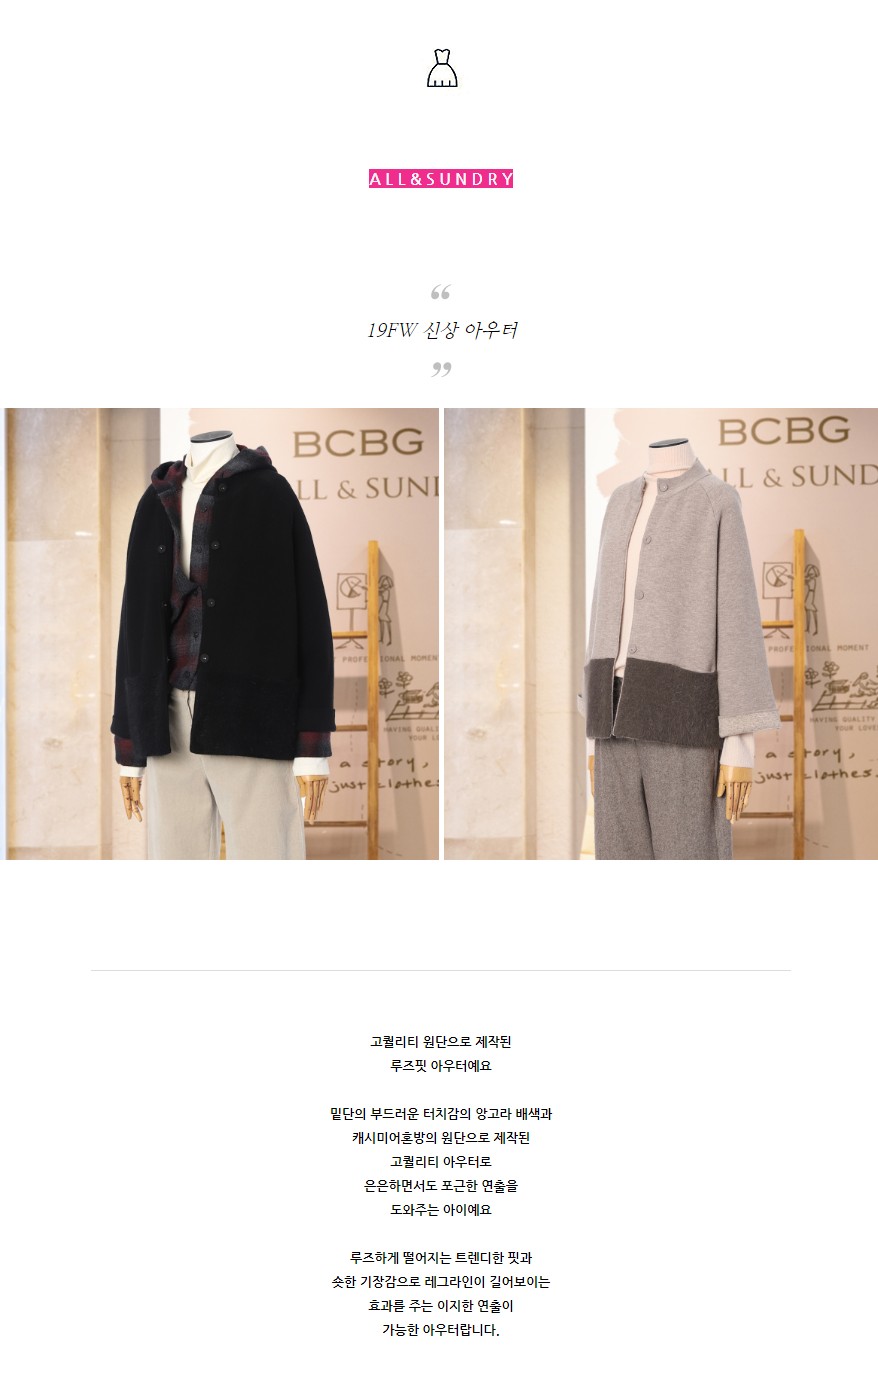 ALL&SUNDRY
“
19FW 신상 아우터
”
BCBG
LL & SUN
PROFESSIONAL MOMENT
HAVING QUALITY
YOUR LOVE
a story,
just clothes.
BCBG
ALL & SUND
PROFESSIONAL MOMENT
HAVING QUALITY
YOUR LOVE
a story,
just clothes.
고퀄리티 원단으로 제작된
루즈핏 아우터예요
밑단의 부드러운 터치감의 앙고라 배색과
캐시미어혼방의 원단으로 제작된
고퀄리티 아우터로
은은하면서도 포근한 연출을
도와주는 아이예요
루즈하게 떨어지는 트렌디한 핏과
숏한 기장감으로 레그라인이 길어보이는
효과를 주는 이지한 연출이
가능한 아우터랍니다.